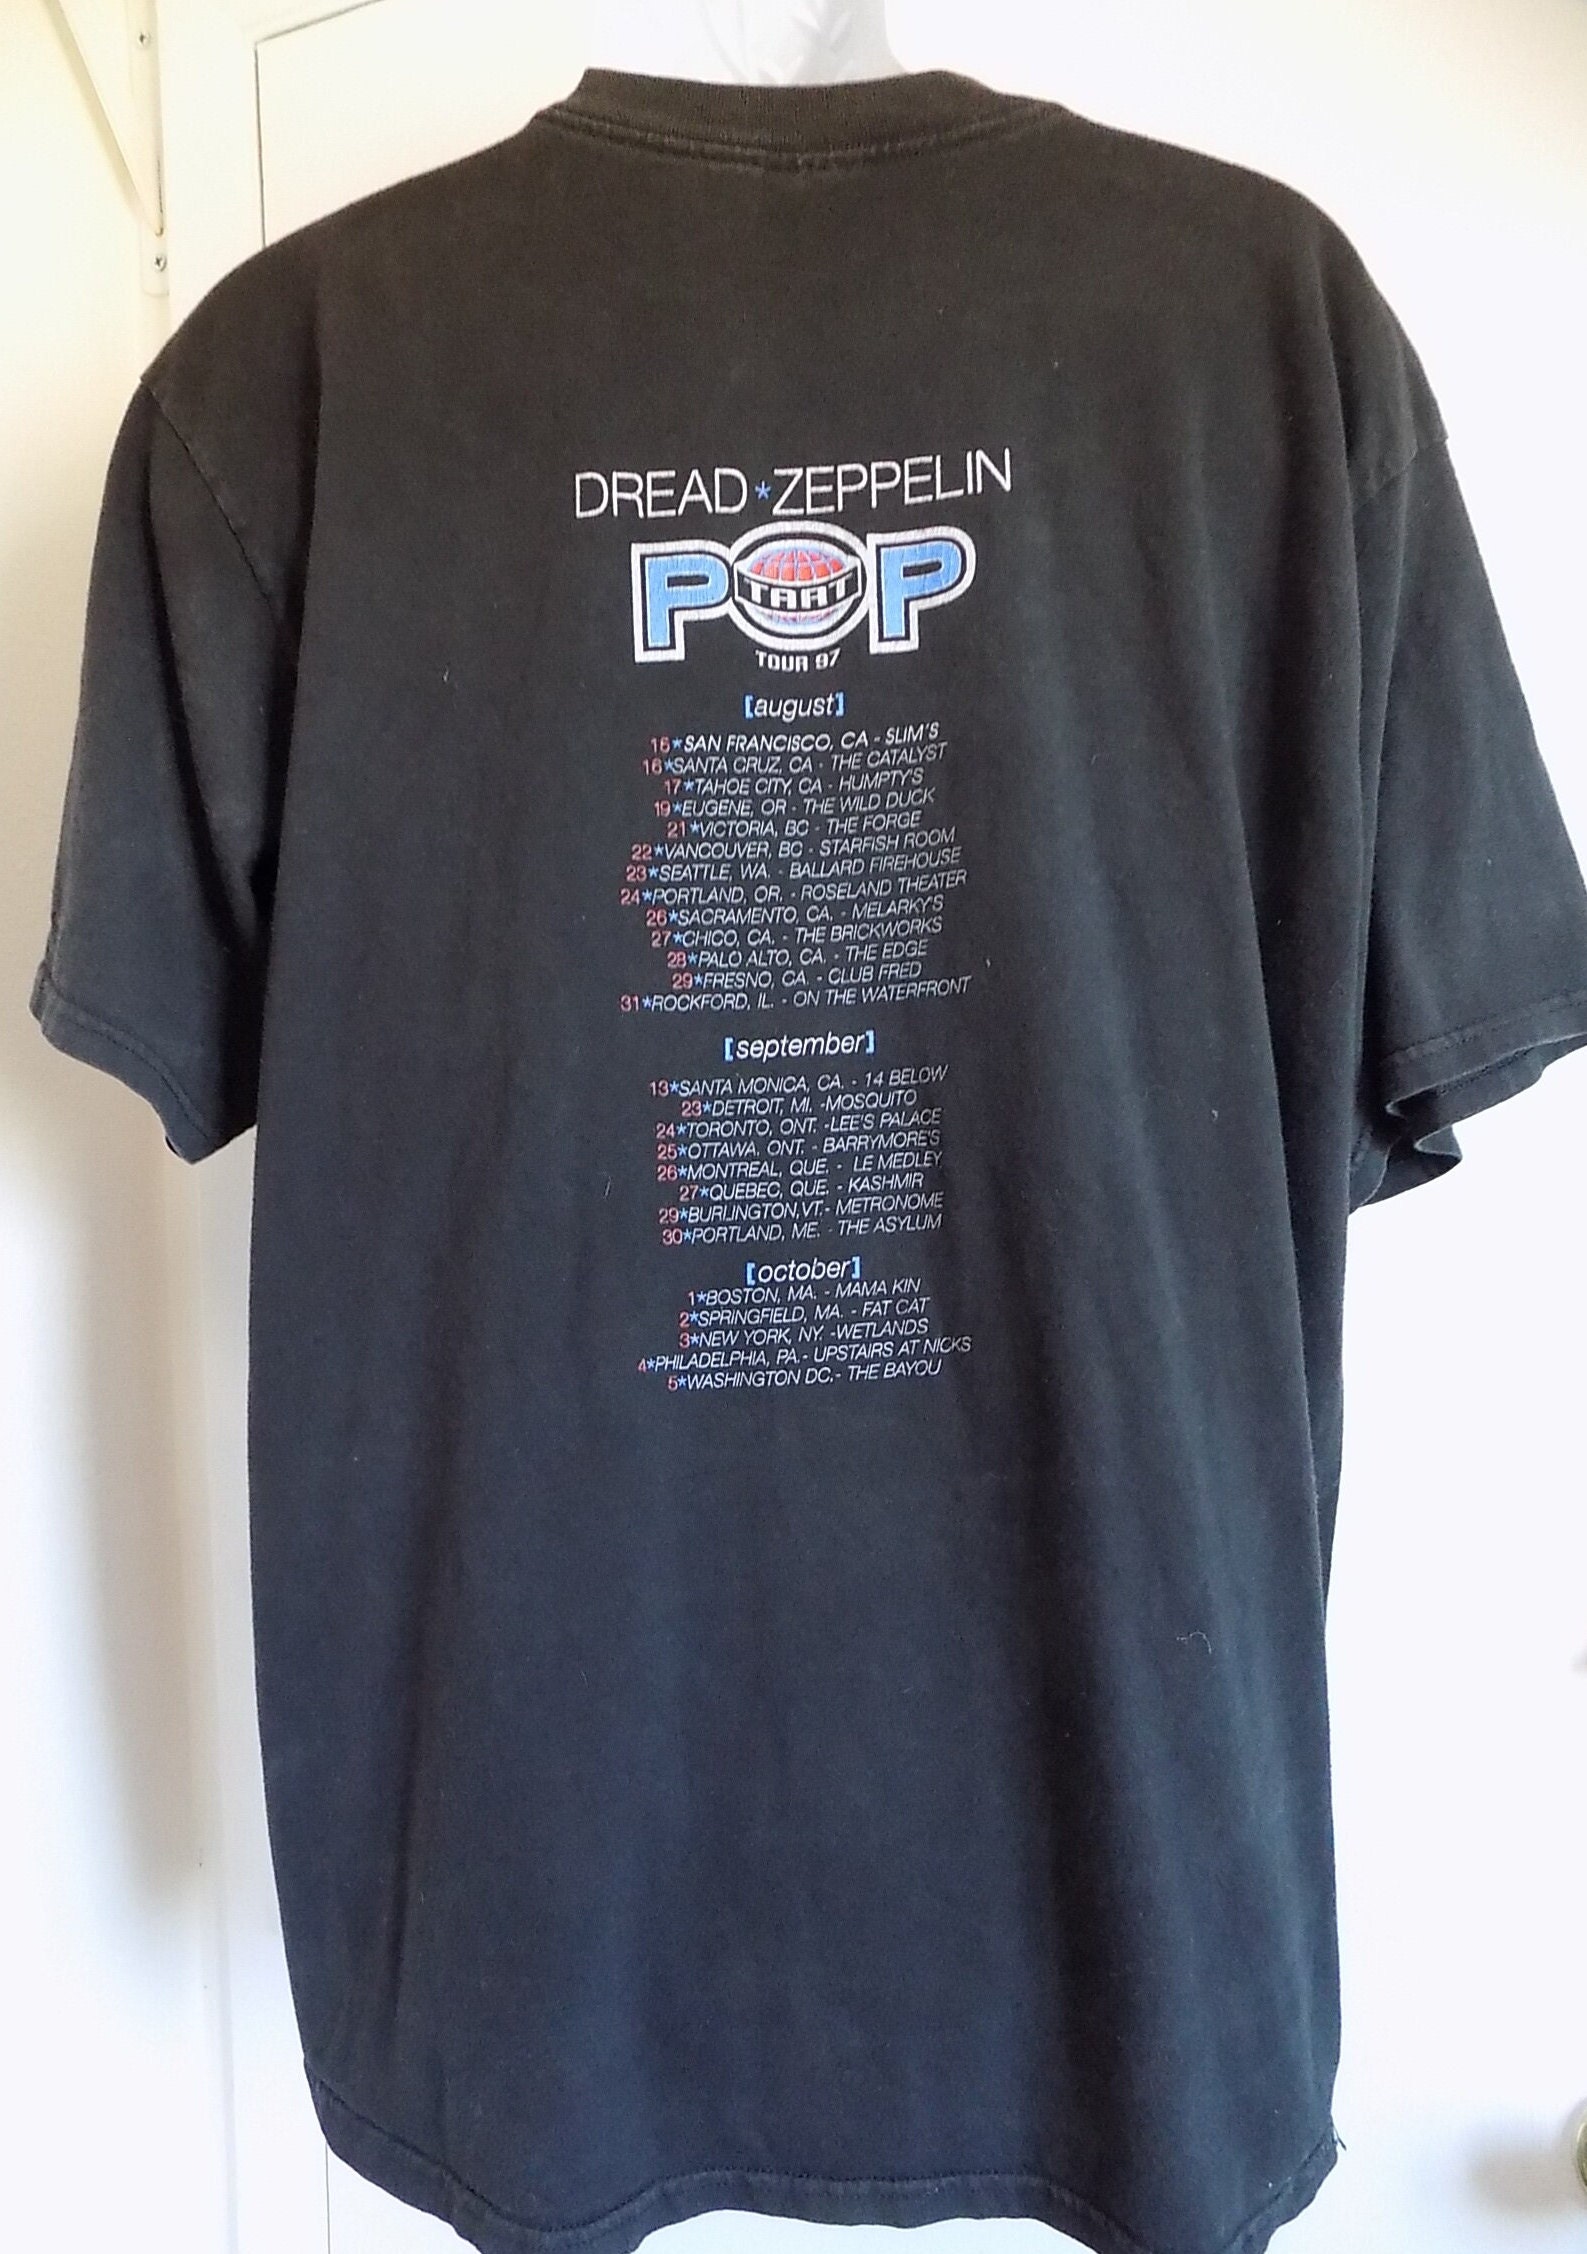 DREAD*ZEPPELIN
POP
TART
TOUR 97
[august]
15*SAN FRANCISCO, CA - SLIM'S
16*SANTA CRUZ, CA - THE CATALYST
17*TAHOE CITY, CA - HUMPTY'S
19*EUGENE, OR - THE WILD DUCK
21*VICTORIA, BC - THE FORGE
22*VANCOUVER, BC - STARFISH ROOM
23*SEATTLE, WA. - BALLARD FIREHOUSE
24*PORTLAND, OR. - ROSELAND THEATER
26*SACRAMENTO, CA. - MELARKY'S
27*CHICO, CA. - THE BRICKWORKS
28*PALO ALTO, CA. - THE EDGE
29*FRESNO, CA. - CLUB FRED
31*ROCKFORD, IL. - ON THE WATERFRONT
[september]
13*SANTA MONICA, CA. - 14 BELOW
23*DETROIT, MI. -MOSQUITO
24*TORONTO, ONT. -LEE'S PALACE
25*OTTAWA. ONT. - BARRYMORE'S
26*MONTREAL, QUE. - LE MEDLEY
27*QUEBEC, QUE. - KASHMIR
29*BURLINGTON,VT.- METRONOME
30*PORTLAND, ME. - THE ASYLUM
[october]
1*BOSTON, MA. - MAMA KIN
2*SPRINGFIELD, MA. - FAT CAT
3*NEW YORK, NY. -WETLANDS
4*PHILADELPHIA, PA.- UPSTAIRS AT NICKS
5*WASHINGTON DC.- THE BAYOU